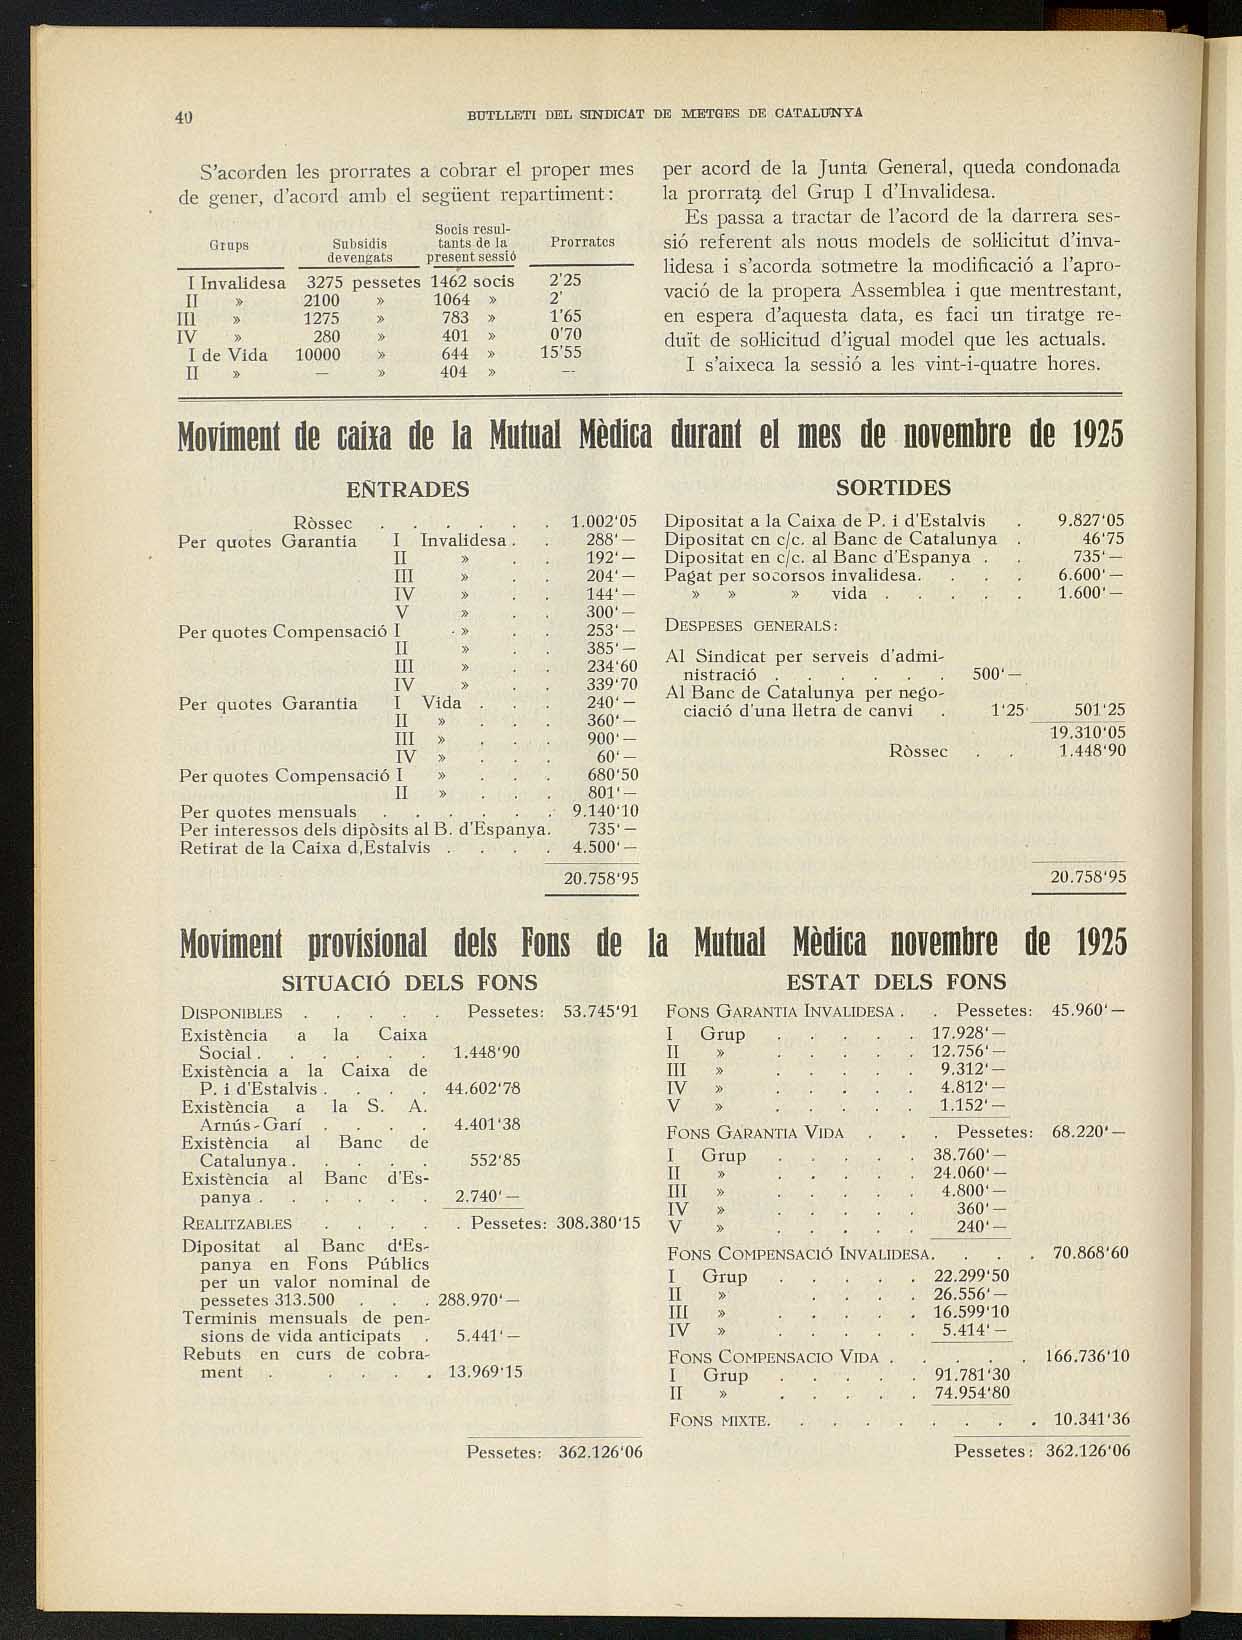 40
BUTLLETI DEL SINDICAT DE METGES DE CATALUNYA
S'acorden les prorrates a cobrar el proper mes
de gener, d'acord amb el següent repartiment:
Grups Subsidis devengats Socis resultants de la present sessió Prorrates
I Invalidesa 3275 pessetes 1462 socis 2'25
II » 2100 » 1064 » 2'
III » 1275 » 783 » 1'65
IV » 280 » 401 » 0'70
I de Vida 10000 » 644 » 15'55
II » — » 404 » —
per acord de la Junta General, queda condonada
la prorrata del Grup I d'Invalidesa.
Es passa a tractar de l'acord de la darrera ses-
sió referent als nous models de sol·licitut d'inva-
lidesa i s'acorda sotmetre la modificació a l'apro-
vació de la propera Assemblea i que mentrestant,
en espera d'aquesta data, es faci un tiratge re-
duït de sol·licitud d'igual model que les actuals.
I s'aixeca la sessió a les vint-i-quatre hores.
Moviment de caixa de la Mutual Mèdica durant el mes de novembre de 1925
ENTRADES
Ròssec . . . . . . 1.002'05
Per quotes Garantia I Invalidesa . . 288'—
II » . . 192'—
III » . . 204'—
IV » . . 144'—
V » . . 300'—
Per quotes Compensació I » . . 253'—
II » . . 385'—
III » . . 234'60
IV » . . 339'70
Per quotes Garantia I Vida . . . 240'—
II » . . . 360'—
III » . . . 900'—
IV » . . . 60'—
Per quotes Compensació I » . . . 680'50
II » . . . 801'—
Per quotes mensuals . . . . . . 9.140'10
Per interessos dels dipòsits al B. d'Espanya. 735'—
Retirat de la Caixa d,Estalvis . . . . 4.500'—
20.758'95
SORTIDES
Dipositat a la Caixa de P. i d'Estalvis . 9.827'05
Dipositat en c/c. al Banc de Catalunya . 46'75
Dipositat en c/c. al Banc d'Espanya . . 735'—
Pagat per socorsos invalidesa. . . . 6.600'—
» » » vida . . . . . 1.600'—
DESPESES GENERALS:
Al Sindicat per serveis d'admi-
nistració . . . . . . 500'—
Al Banc de Catalunya per nego-
ciació d'una lletra de canvi . 1'25 501'25
19.310'05
Ròssec . . 1.448'90
20.758'95
Moviment provisional dels Fons de la Mutual Mèdica novembre de 1925
SITUACIÓ DELS FONS
DISPONIBLES . . . . . Pessetes: 53.745'91
Existència a la Caixa
Social . . . . . . 1.448'90
Existència a la Caixa de
P. i d'Estalvis . . . . 44.602'78
Existència a la S. A.
Arnús-Garí . . . . 4.401'38
Existència al Banc de
Catalunya . . . . . 552'85
Existència al Banc d'Es-
panya . . . . . . 2.740'—
REALITZABLES . . . . . Pessetes: 308.380'15
Dipositat al Banc d'Es-
panya en Fons Públics
per un valor nominal de
pessetes 313.500 . . . 288.970'—
Terminis mensuals de pen-
sions de vida anticipats . 5.441'—
Rebuts en curs de cobra-
ment . . . . . 13.969'15
Pessetes: 362.126'06
ESTAT DELS FONS
FONS GARANTIA INVALIDESA . . Pessetes: 45.960'—
I Grup . . . . . 17.928'—
II » . . . . . 12.756'—
III » . . . . . 9.312'—
IV » . . . . . 4.812'—
V » . . . . . 1.152'—
FONS GARANTIA VIDA . . . Pessetes: 68.220'—
I Grup . . . . . 38.760'—
II » . . . . . 24.060'—
III » . . . . . 4.800'—
IV » . . . . . 360'—
V » . . . . . 240'—
FONS COMPENSACIÓ INVALIDESA. . . . 70.868'60
I Grup . . . . . 22.299'50
II » . . . . 26.556'—
III » . . . . . 16.599'10
IV » . . . . . 5.414'—
FONS COMPENSACIO VIDA . . . . . 166.736'10
I Grup . . . . . 91.781'30
II » . . . . . 74.954'80
FONS MIXTE. . . . . . . . . 10.341'36
Pessetes: 362.126'06